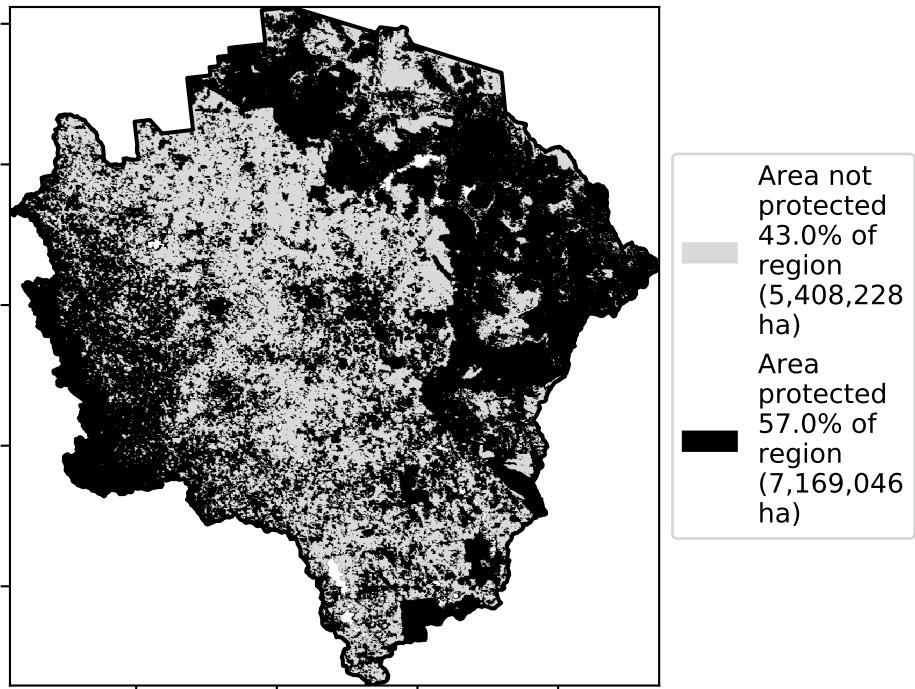 Area not
protected
43.0% of
region
(5,408,228
ha)
Area
protected
57.0% of
region
(7,169,046
ha)